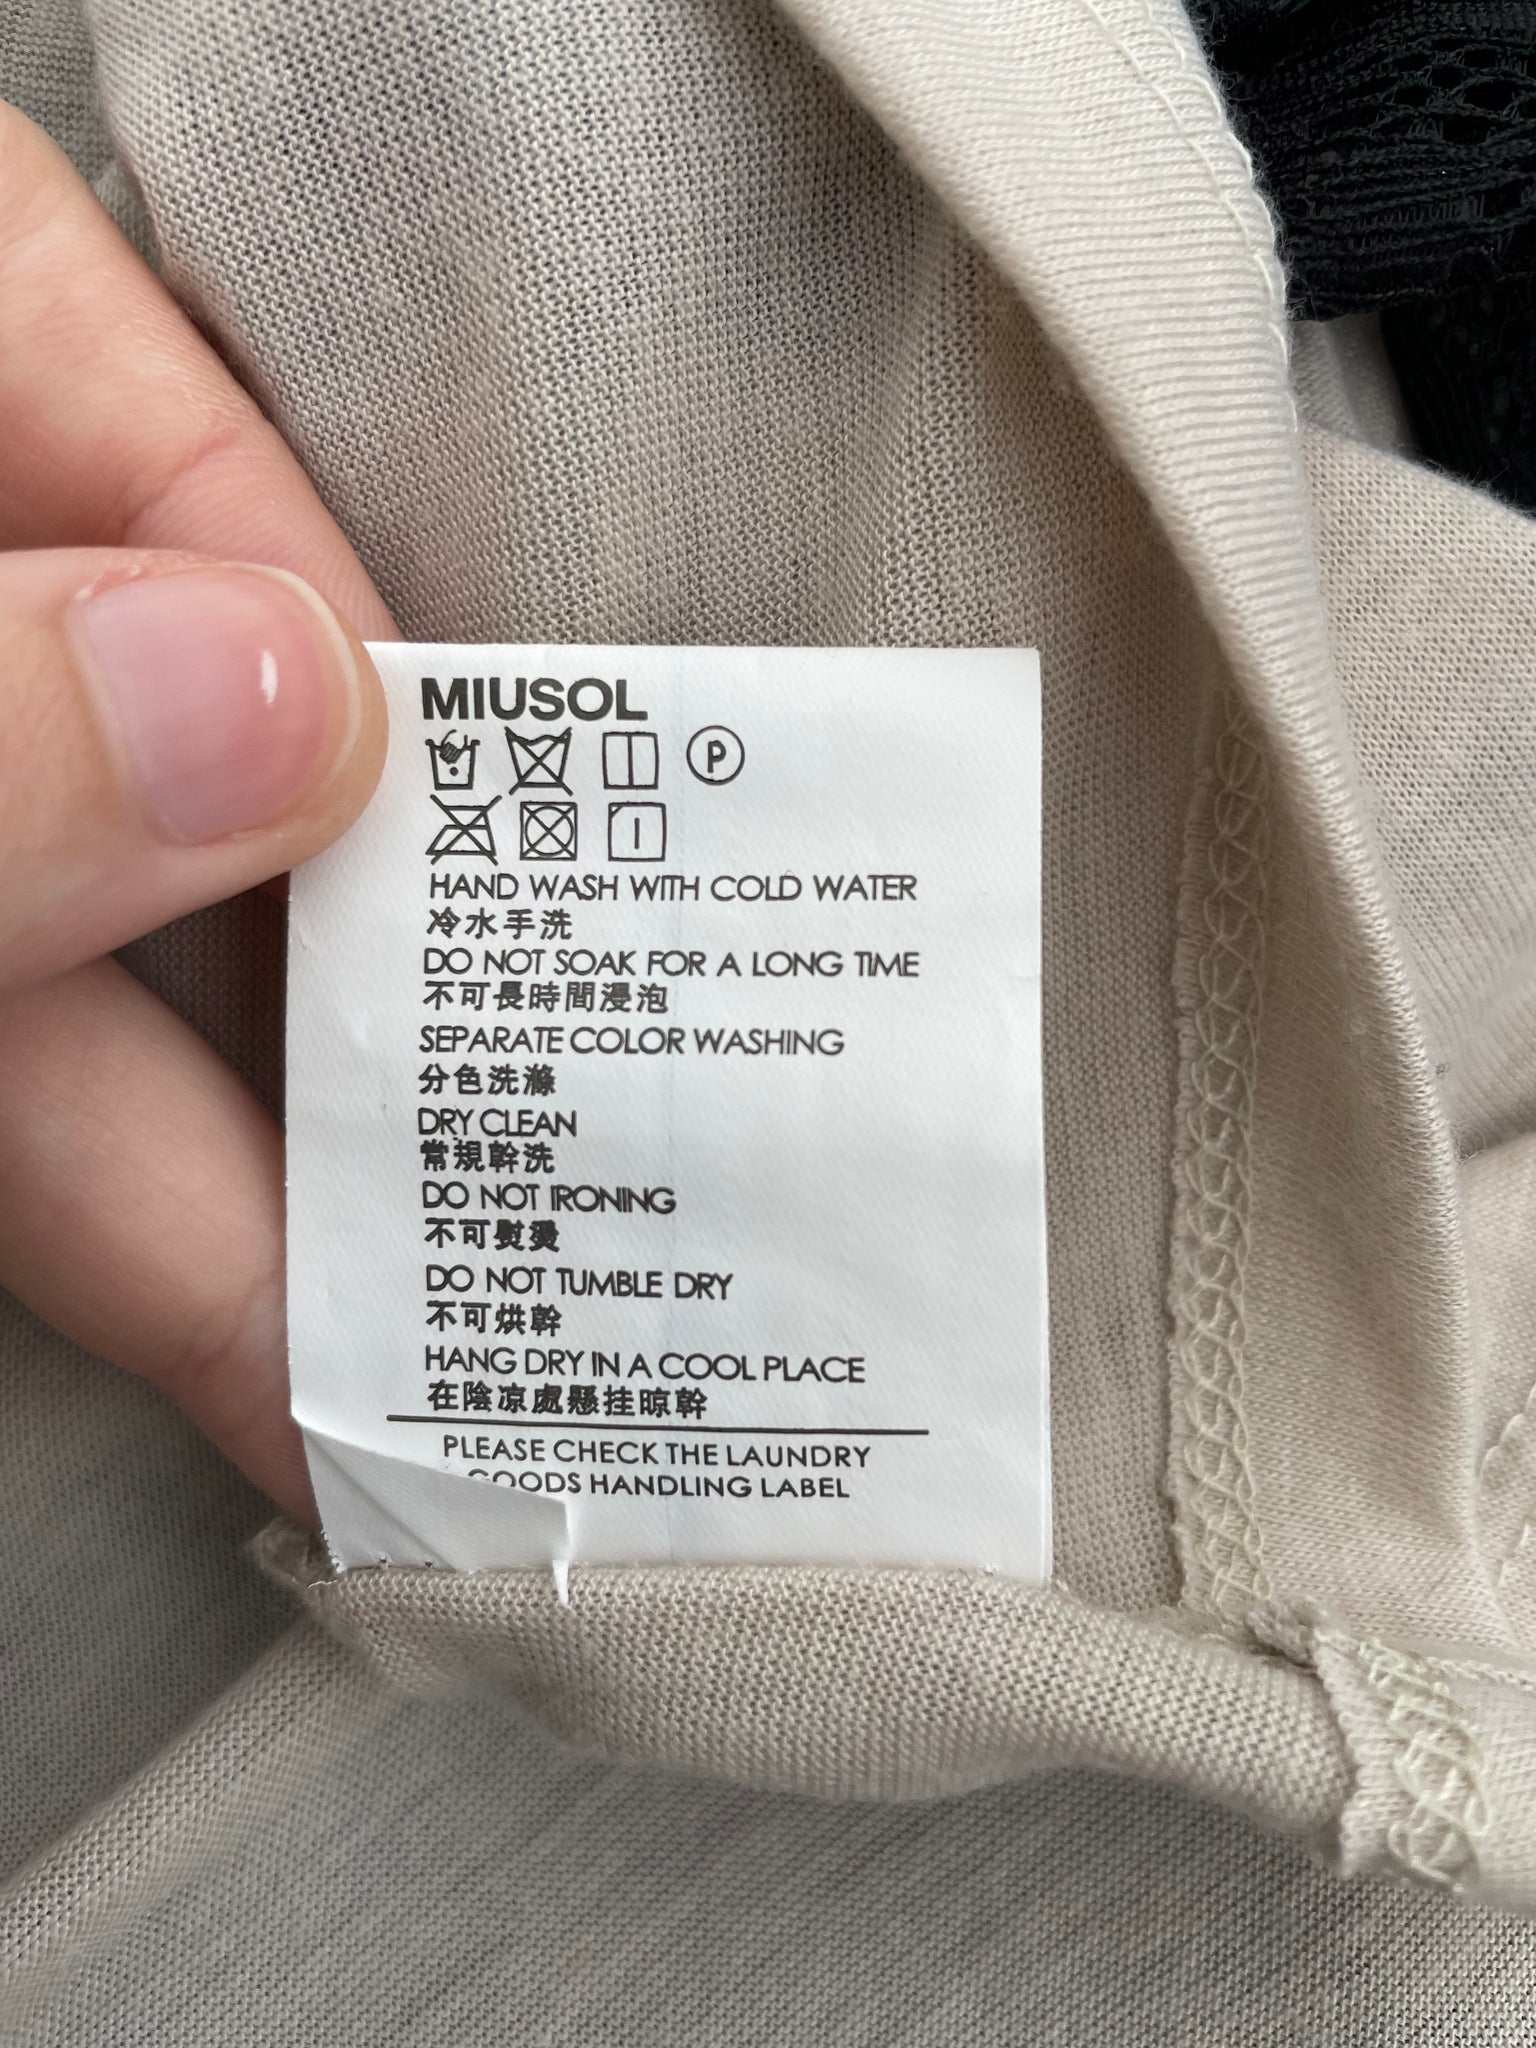 MIUSOL
P
HAND WASH WITH COLD WATER
冷水手洗
DO NOT SOAK FOR A LONG TIME
不可長時間浸泡
SEPARATE COLOR WASHING
分色洗滌
DRY CLEAN
常規幹洗
DO NOT IRONING
不可熨燙
DO NOT TUMBLE DRY
不可烘幹
HANG DRY IN A COOL PLACE
在陰凉處懸挂晾幹
PLEASE CHECK THE LAUNDRY
GOODS HANDLING LABEL